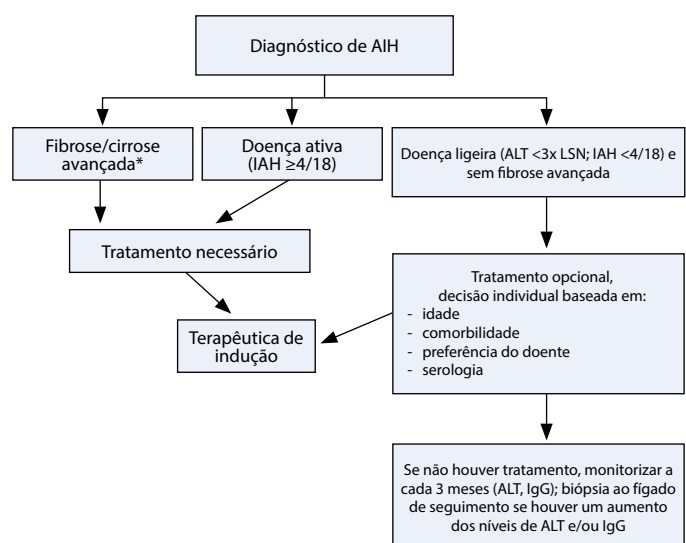 Diagnóstico de AIH
Fibrose/cirrose
avançada*
Doença ativa
(IAH ≥4/18)
Doença ligeira (ALT <3x LSN; IAH <4/18) e
sem fibrose avançada
Tratamento necessário
Terapêutica de
indução
Tratamento opcional,
decisão individual baseada em:
- idade
- comorbilidade
- preferência do doente
- serologia
Se não houver tratamento, monitorizar a
cada 3 meses (ALT, IgG); biópsia ao fígado
de seguimento se houver um aumento
dos níveis de ALT e/ou IgG